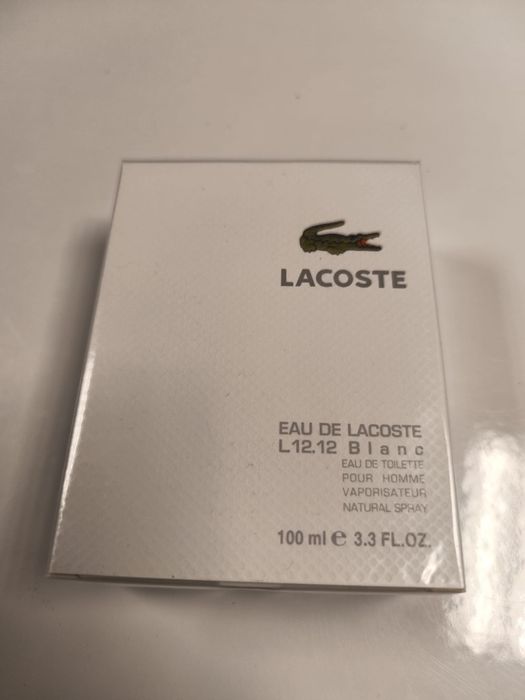 LACOSTE
EAU DE LACOSTE
L12.12 Blanc
EAU DE TOILETTE
POUR HOMME
VAPORISATEUR
NATURAL SPRAY
100 ml e 3.3 FL.OZ.